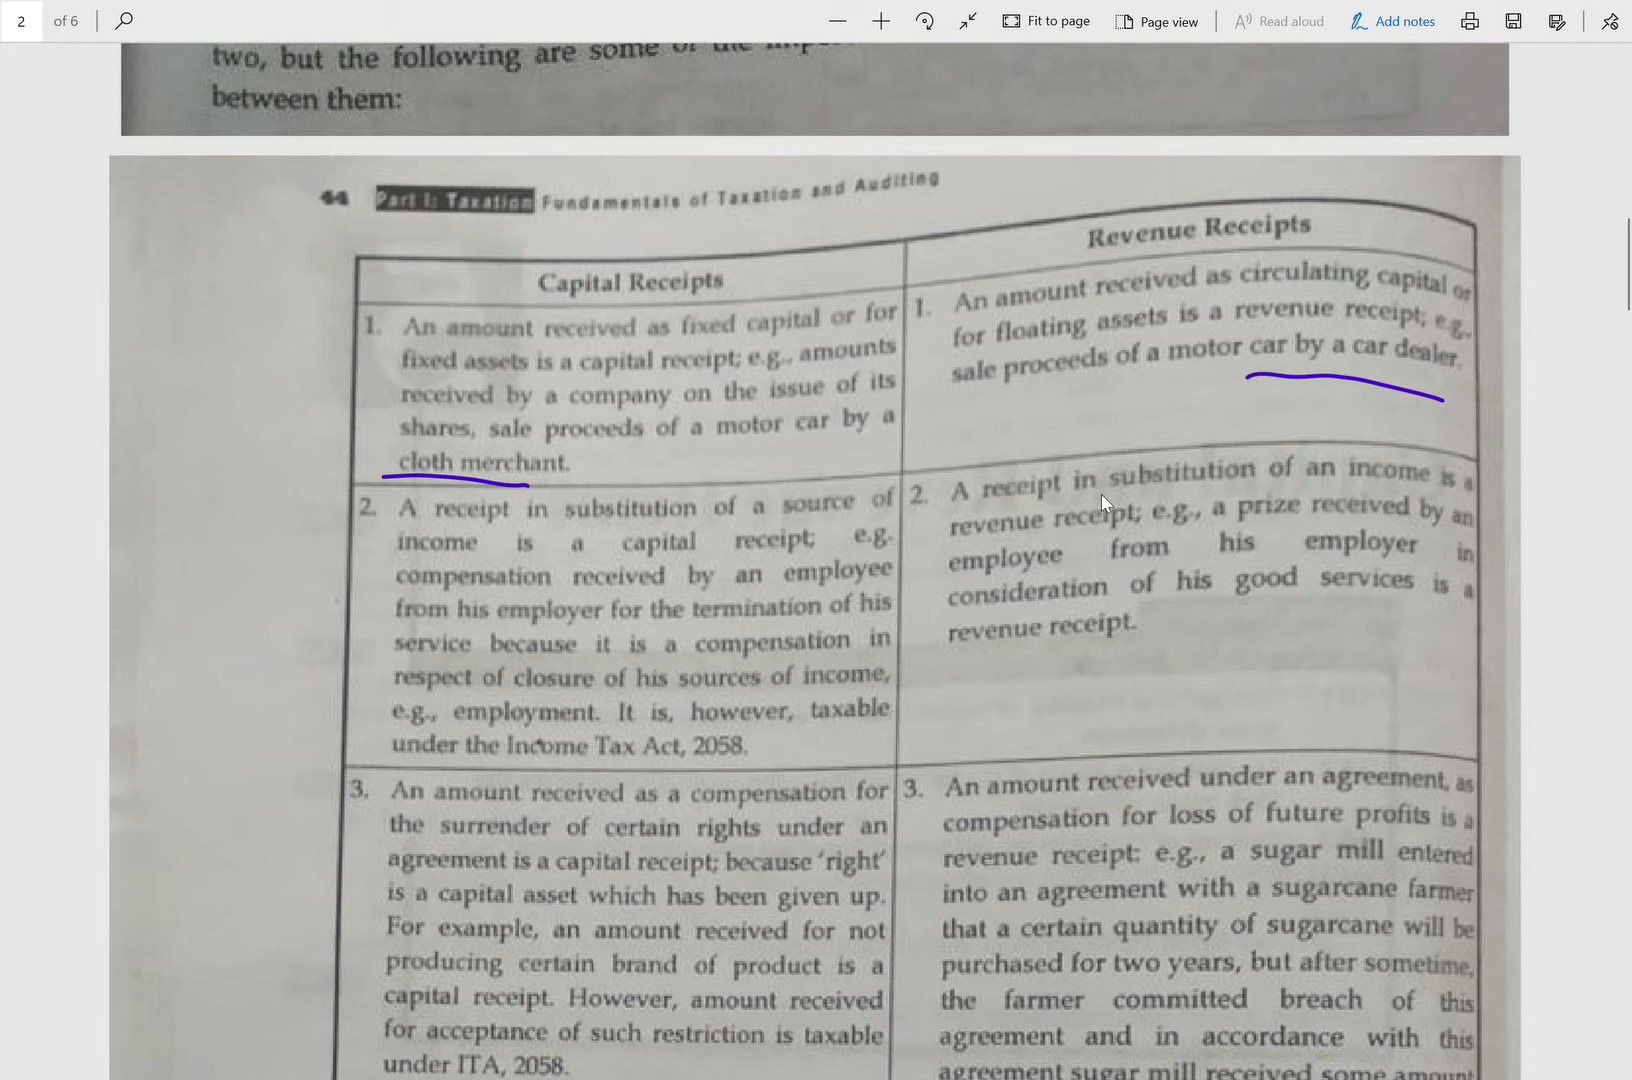 2 of 6 Fit to page Page view Read aloud Add notes
two, but the following are some of the
between them:
44 Part I: Taxation Fundamentals of Taxation and Auditing
Capital Receipts
1. An amount received as fixed capital or for
fixed assets is a capital receipt; e.g., amounts
received by a company on the issue of its
shares, sale proceeds of a motor car by a
cloth merchant.
Revenue Receipts
1. An amount received as circulating capital or
for floating assets is a revenue receipt; e.g.,
sale proceeds of a motor car by a car dealer.
2. A receipt in substitution of a source of
income is a capital receipt; e.g.
compensation received by an employee
from his employer for the termination of his
service because it is a compensation in
respect of closure of his sources of income,
e.g., employment. It is, however, taxable
under the Income Tax Act, 2058.
2. A receipt in substitution of an income is a
revenue receipt; e.g., a prize received by an
employee from his employer in
consideration of his good services is a
revenue receipt.
3. An amount received as a compensation for
the surrender of certain rights under an
agreement is a capital receipt; because 'right'
is a capital asset which has been given up.
For example, an amount received for not
producing certain brand of product is a
capital receipt. However, amount received
for acceptance of such restriction is taxable
under ITA, 2058.
3. An amount received under an agreement, as
compensation for loss of future profits is a
revenue receipt: e.g., a sugar mill entered
into an agreement with a sugarcane farmer
that a certain quantity of sugarcane will be
purchased for two years, but after sometime,
the farmer committed breach of this
agreement and in accordance with this
agreement sugar mill received some amount